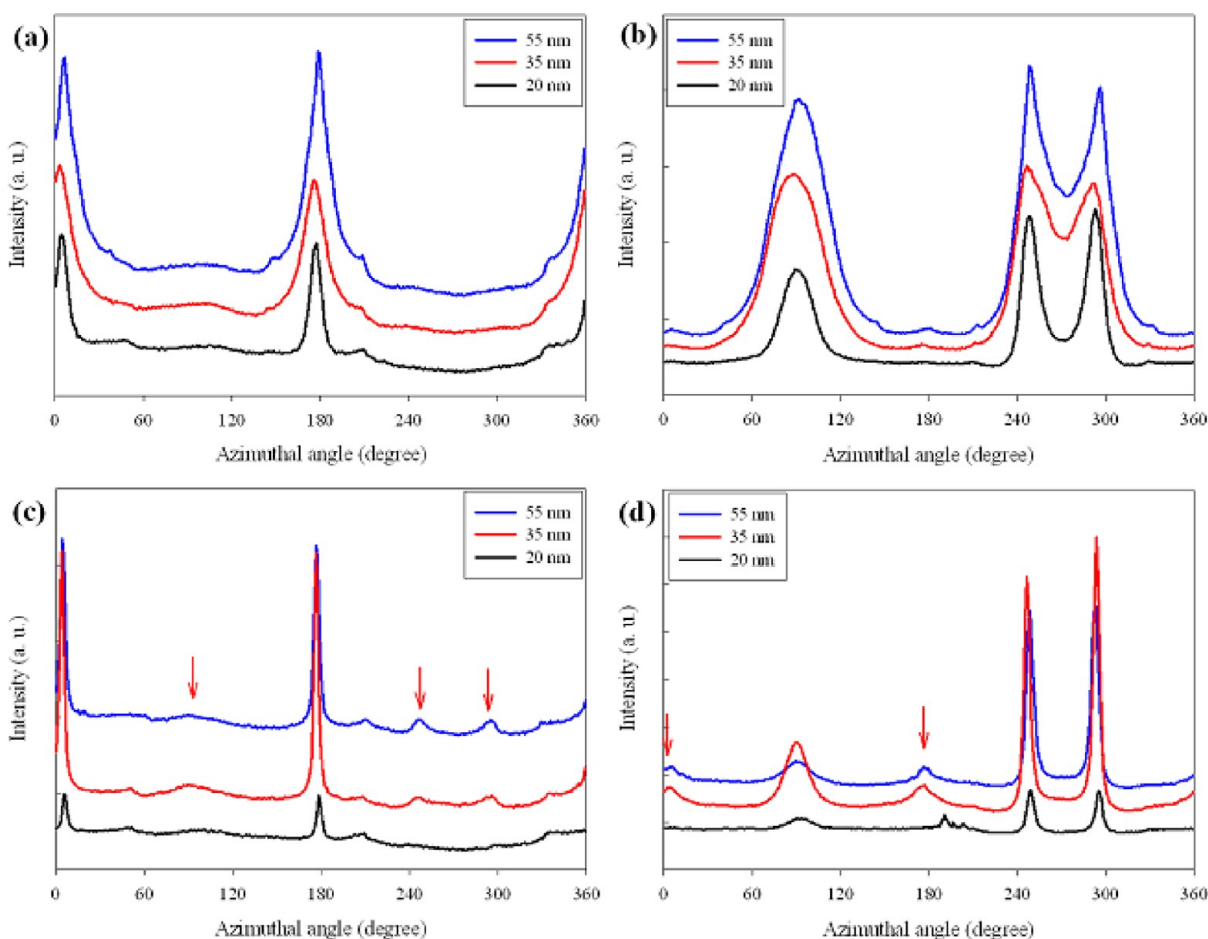 (a)
55 nm
35 nm
20 nm
Intensity (a. u.)
0 60 120 180 240 300 360
Azimuthal angle (degree)
(b)
55 nm
35 nm
20 nm
Intensity (a. u.)
0 60 120 180 240 300 360
Azimuthal angle (degree)
(c)
55 nm
35 nm
20 nm
Intensity (a. u.)
0 60 120 180 240 300 360
Azimuthal angle (degree)
(d)
55 nm
35 nm
20 nm
Intensity (a. u.)
0 60 120 180 240 300 360
Azimuthal angle (degree)